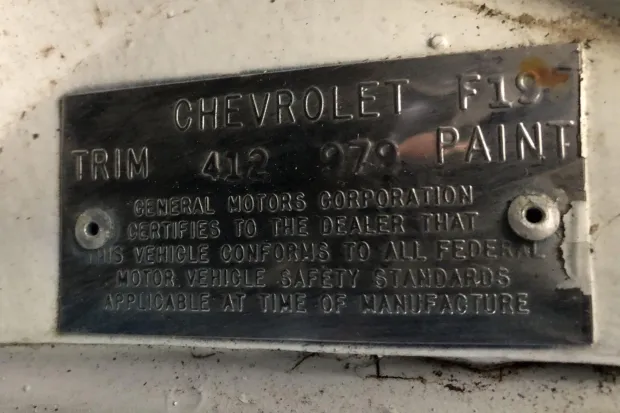 CHEVROLET F19
TRIM 412 979 PAINT
GENERAL MOTORS CORPORATION
CERTIFIES TO THE DEALER THAT
THIS VEHICLE CONFORMS TO ALL FEDERAL
MOTOR VEHICLE SAFETY STANDARDS
APPLICABLE AT TIME OF MANUFACTURE